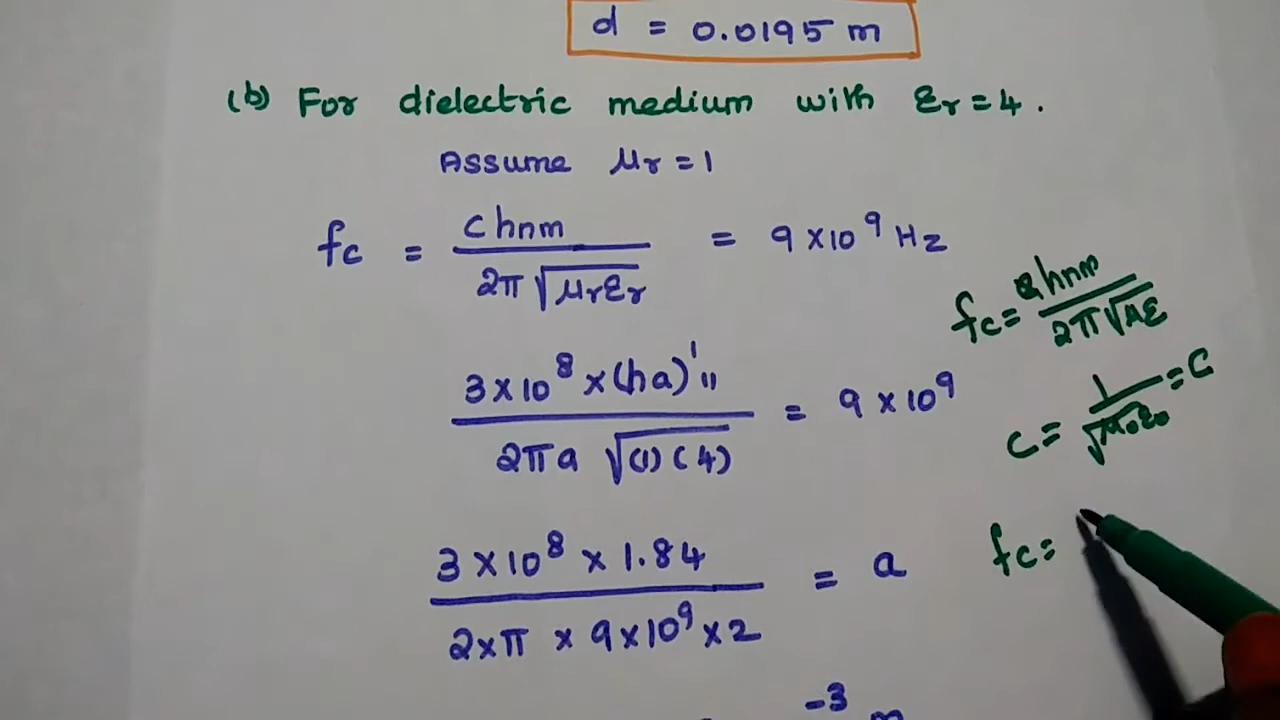 d = 0.0195 m
(b) For dielectric medium with εr = 4.
Assume μr = 1
fc = c hnm / 2π √μrεr = 9 × 10⁹ Hz
fc = hnm / 2π√με
3 × 10⁸ × (ha)'₁₁ / 2πa √(1)(4) = 9 × 10⁹
c = 1 / √μ₀ε₀ = c
3 × 10⁸ × 1.84 / 2 × π × 9 × 10⁹ × 2 = a
fc =
-3 m